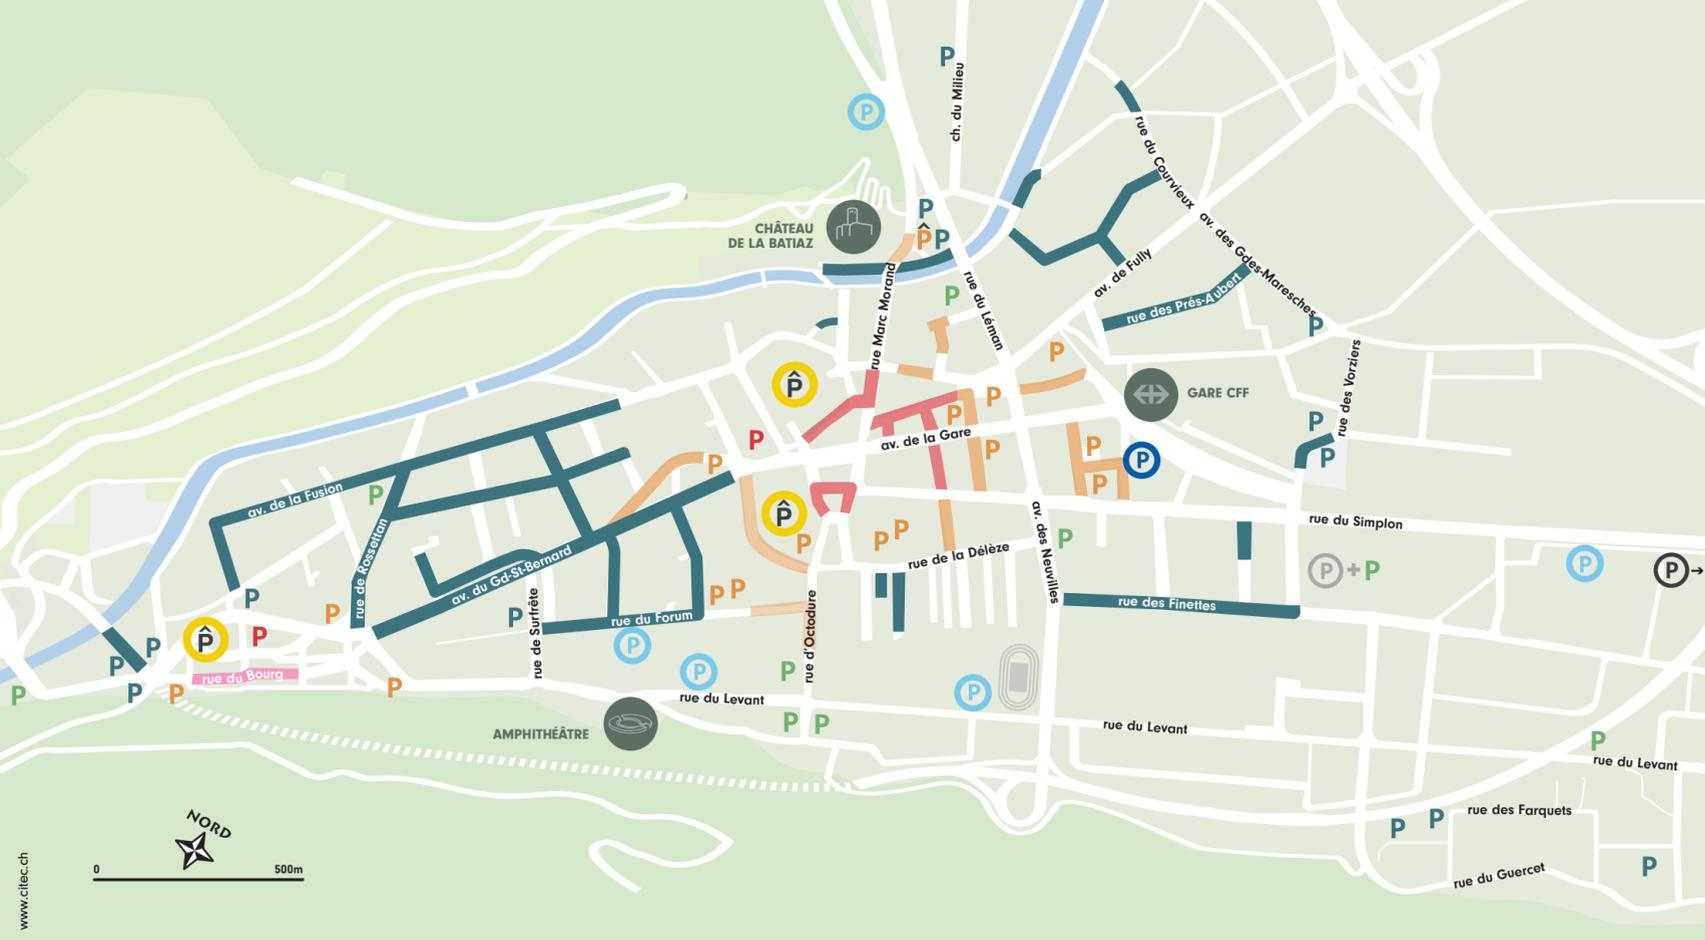 P
ch. du Milieu
P
rue du Courvieux
P
CHÂTEAU
DE LA BATIAZ
P P
av. des Gdes-Maresches
av. de Fully
rue Marc Morand
P
rue du Léman
rue des Prés-Aubert
P
P
P
GARE CFF
rue des Vorziers
P
P
P
P
av. de la Gare
P
P
P
P
P
P
P
av. de la Fusion
P
P
rue de Rossettan
P
P P
av. des Neuvilles
P
rue du Simplon
av. du Gd-St-Bernard
rue de la Délèze
P + P
P
P
P
P
P P
P
rue du Forum
rue des Finettes
rue de Surfrête
rue d'Octodure
P
P
P
P
P
P
rue du Bourg
P
P
P
P
P
P
P
rue du Levant
P P
AMPHITHÉÂTRE
rue du Levant
P
rue du Levant
rue des Farquets
P P
P
rue du Guercet
NORD
0 500m
www.citec.ch